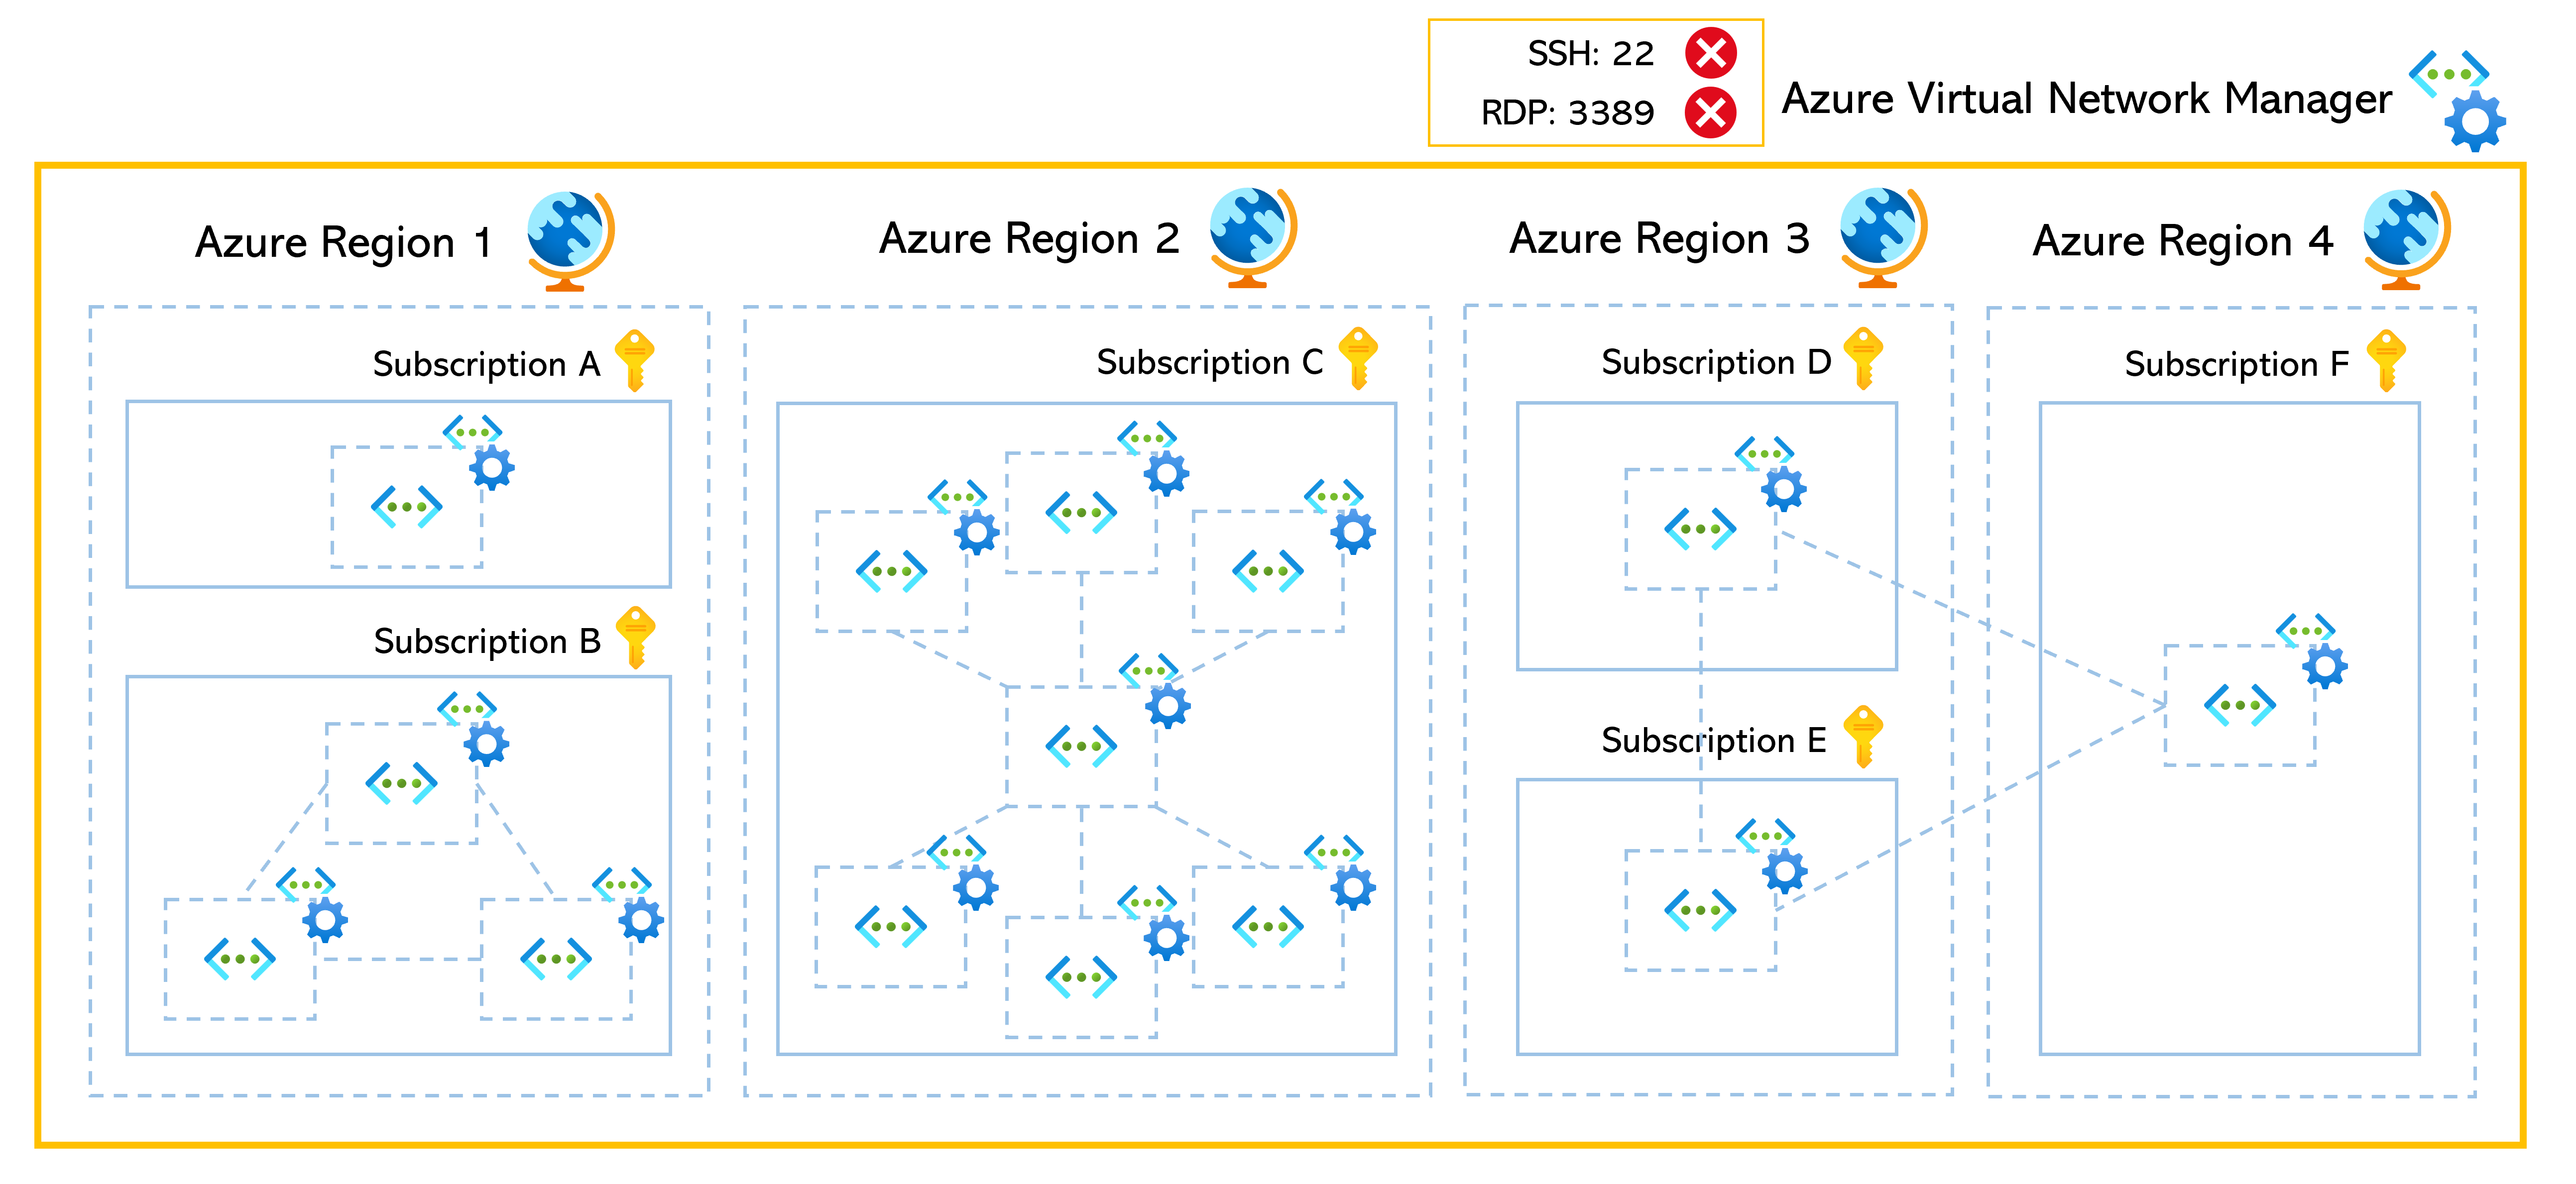 SSH: 22
RDP: 3389
Azure Virtual Network Manager
Azure Region 1
Azure Region 2
Azure Region 3
Azure Region 4
Subscription A
Subscription B
Subscription C
Subscription D
Subscription E
Subscription F